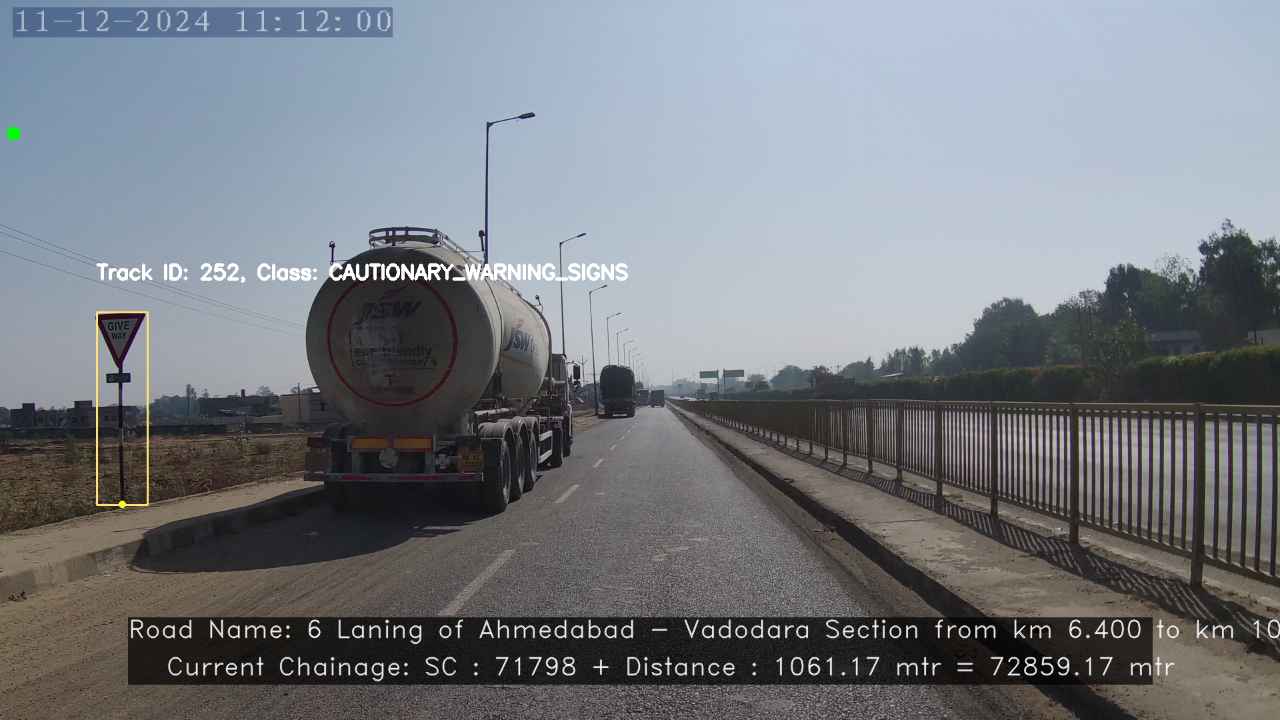 11-12-2024 11:12:00
Track ID: 252, Class: CAUTIONARY_WARNING_SIGNS
JSW
JSW
GIVE
WAY
Road Name: 6 Laning of Ahmedabad - Vadodara Section from km 6.400 to km 10
Current Chainage: SC : 71798 + Distance : 1061.17 mtr = 72859.17 mtr